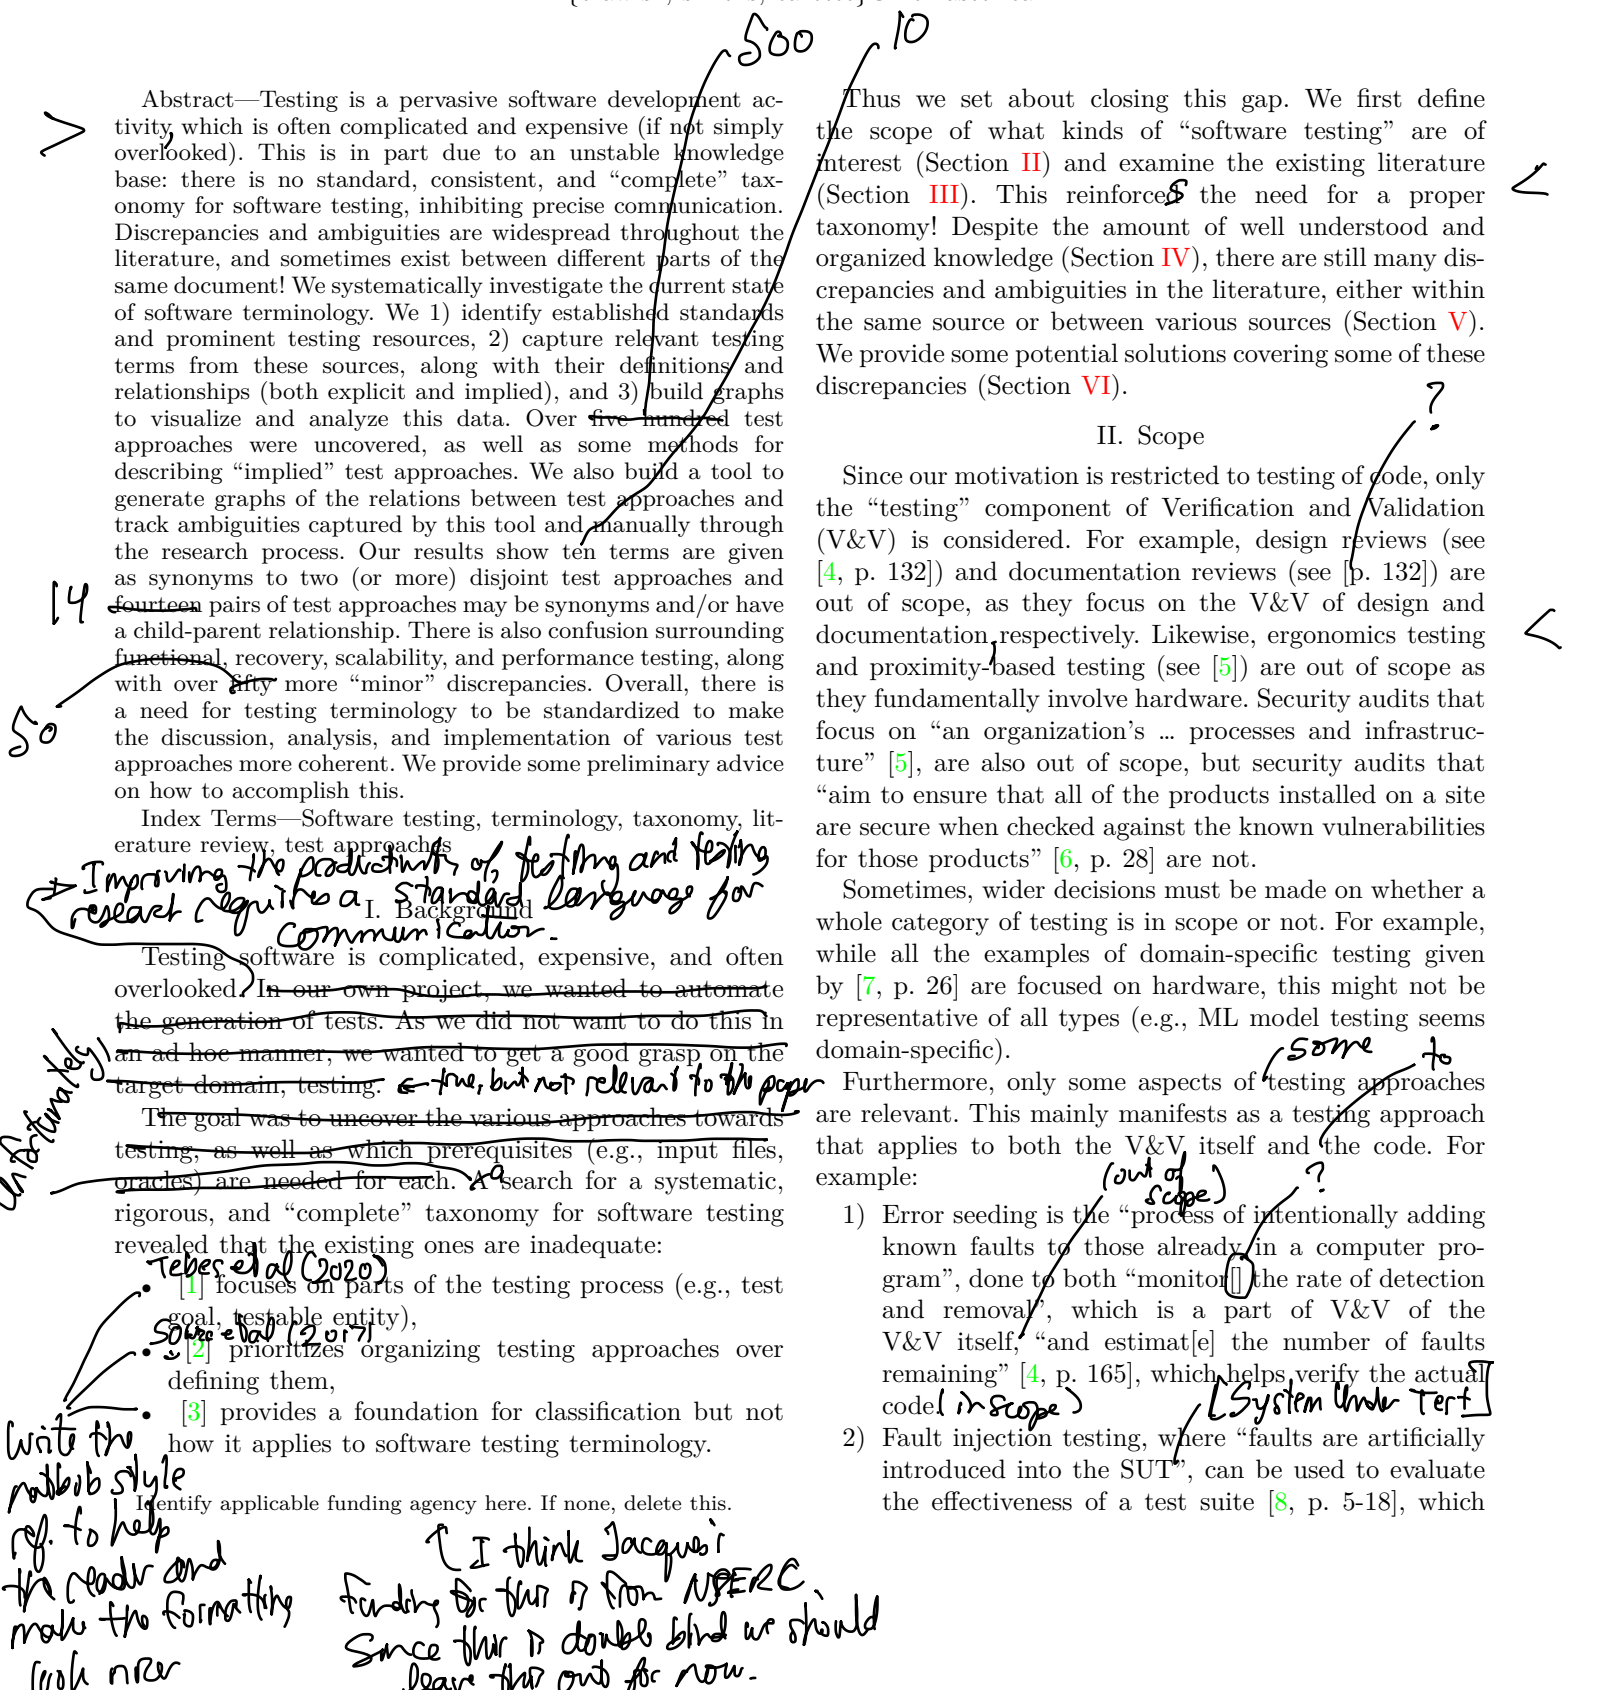 500
10
Abstract—Testing is a pervasive software development ac-
tivity, which is often complicated and expensive (if not simply
overlooked). This is in part due to an unstable knowledge
base: there is no standard, consistent, and “complete” tax-
onomy for software testing, inhibiting precise communication.
Discrepancies and ambiguities are widespread throughout the
literature, and sometimes exist between different parts of the
same document! We systematically investigate the current state
of software terminology. We 1) identify established standards
and prominent testing resources, 2) capture relevant testing
terms from these sources, along with their definitions and
relationships (both explicit and implied), and 3) build graphs
to visualize and analyze this data. Over five hundred test
approaches were uncovered, as well as some methods for
describing “implied” test approaches. We also build a tool to
generate graphs of the relations between test approaches and
track ambiguities captured by this tool and manually through
the research process. Our results show ten terms are given
as synonyms to two (or more) disjoint test approaches and
14
fourteen pairs of test approaches may be synonyms and/or have
a child-parent relationship. There is also confusion surrounding
functional, recovery, scalability, and performance testing, along
with over fifty more “minor” discrepancies. Overall, there is
50
a need for testing terminology to be standardized to make
the discussion, analysis, and implementation of various test
approaches more coherent. We provide some preliminary advice
on how to accomplish this.
Index Terms—Software testing, terminology, taxonomy, lit-
erature review, test approaches
Improving the productivity of testing and testing
research requires a standard language for
communication.
I. Background
Testing software is complicated, expensive, and often
overlooked. In our own project, we wanted to automate
the generation of tests. As we did not want to do this in
an ad hoc manner, we wanted to get a good grasp on the
target domain, testing. ← true, but not relevant to the paper
Unfortunately,
The goal was to uncover the various approaches towards
testing, as well as which prerequisites (e.g., input files,
oracles) are needed for each. A a search for a systematic,
rigorous, and “complete” taxonomy for software testing
revealed that the existing ones are inadequate:
Tebes et al (2020)
• [1] focuses on parts of the testing process (e.g., test
goal, testable entity),
Souza et al (2017)
• [2] prioritizes organizing testing approaches over
defining them,
• [3] provides a foundation for classification but not
how it applies to software testing terminology.
Write the
natbib style
ref. to help
the reader and
make the formatting
look nicer
Identify applicable funding agency here. If none, delete this.
I think Jacques's
funding for this is from NSERC
Since this is double blind we should
leave this out for now.
Thus we set about closing this gap. We first define
the scope of what kinds of “software testing” are of
interest (Section II) and examine the existing literature
(Section III). This reinforces the need for a proper
taxonomy! Despite the amount of well understood and
organized knowledge (Section IV), there are still many dis-
crepancies and ambiguities in the literature, either within
the same source or between various sources (Section V).
We provide some potential solutions covering some of these
discrepancies (Section VI).
?
II. Scope
Since our motivation is restricted to testing of code, only
the “testing” component of Verification and Validation
(V&V) is considered. For example, design reviews (see
[4, p. 132]) and documentation reviews (see [p. 132]) are
out of scope, as they focus on the V&V of design and
documentation, respectively. Likewise, ergonomics testing
and proximity-based testing (see [5]) are out of scope as
they fundamentally involve hardware. Security audits that
focus on “an organization’s ... processes and infrastruc-
ture” [5], are also out of scope, but security audits that
“aim to ensure that all of the products installed on a site
are secure when checked against the known vulnerabilities
for those products” [6, p. 28] are not.
Sometimes, wider decisions must be made on whether a
whole category of testing is in scope or not. For example,
while all the examples of domain-specific testing given
by [7, p. 26] are focused on hardware, this might not be
representative of all types (e.g., ML model testing seems
domain-specific).
some
to
Furthermore, only some aspects of testing approaches
are relevant. This mainly manifests as a testing approach
that applies to both the V&V itself and the code. For
example:
(out of
scope)
?
1) Error seeding is the “process of intentionally adding
known faults to those already in a computer pro-
gram”, done to both “monitor[] the rate of detection
and removal”, which is a part of V&V of the
V&V itself, “and estimat[e] the number of faults
remaining” [4, p. 165], which helps verify the actual
code. (in scope)
[System Under Test]
2) Fault injection testing, where “faults are artificially
introduced into the SUT”, can be used to evaluate
the effectiveness of a test suite [8, p. 5-18], which